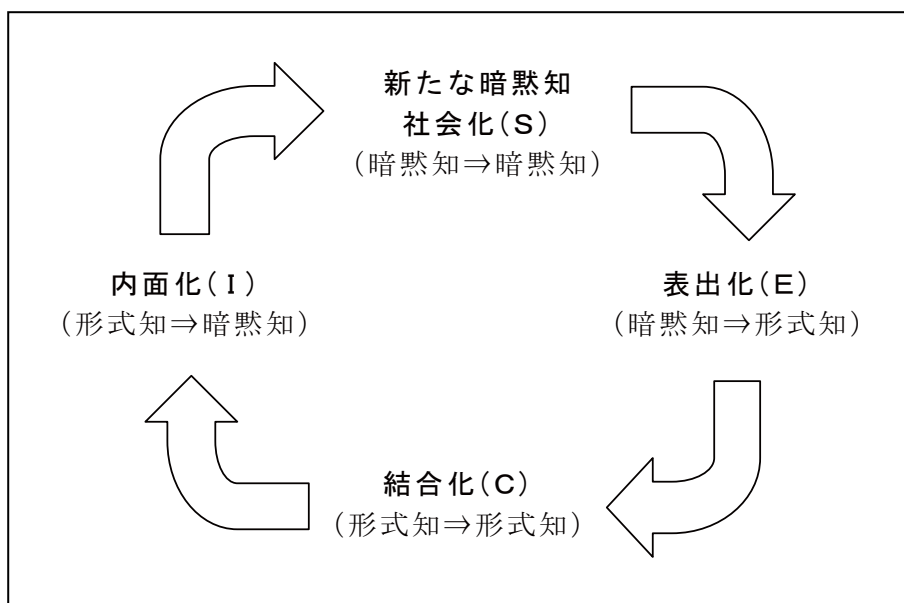 新たな暗黙知
社会化(S)
(暗黙知⇒暗黙知)
内面化(I)
(形式知⇒暗黙知)
表出化(E)
(暗黙知⇒形式知)
結合化(C)
(形式知⇒形式知)